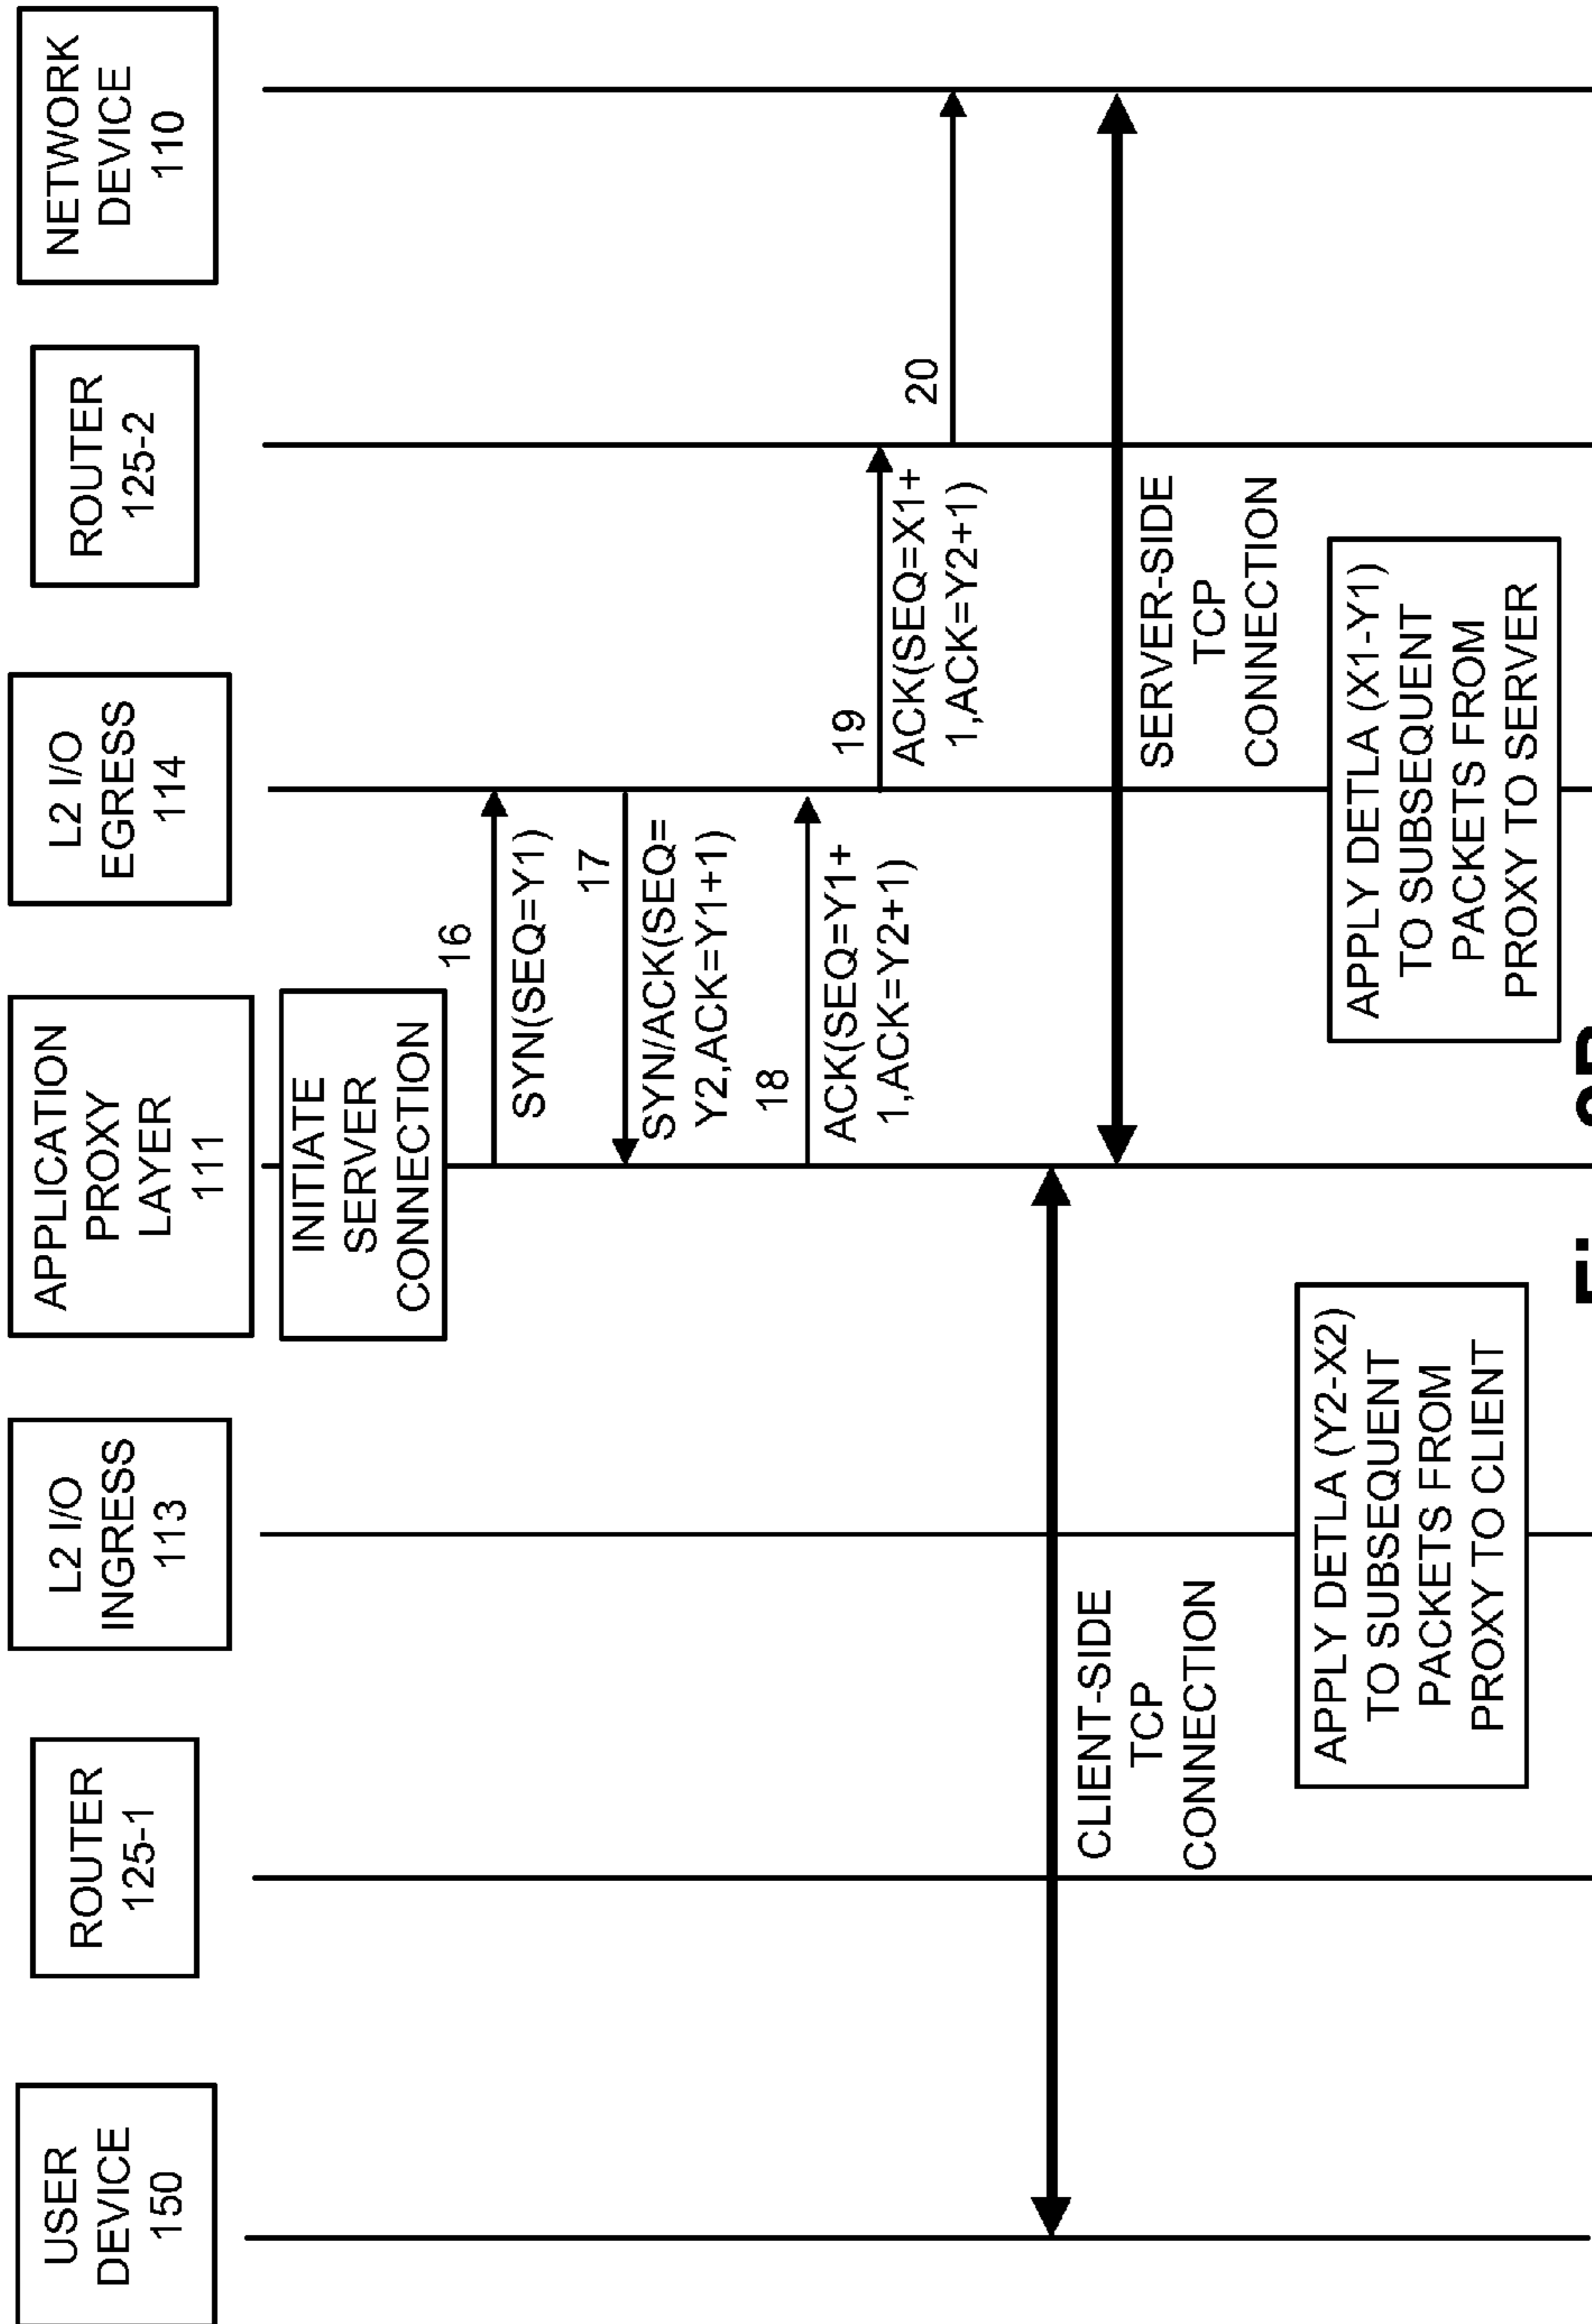 USER
DEVICE
150
ROUTER
125-1
L2 I/O
INGRESS
113
APPLICATION
PROXY
LAYER
111
L2 I/O
EGRESS
114
ROUTER
125-2
NETWORK
DEVICE
110
INITIATE
SERVER
CONNECTION
16
SYN(SEQ=Y1)
17
SYN/ACK(SEQ=
Y2,ACK=Y1+1)
18
ACK(SEQ=Y1+
1,ACK=Y2+1)
19
ACK(SEQ=X1+
1,ACK=Y2+1)
20
CLIENT-SIDE
TCP
CONNECTION
SERVER-SIDE
TCP
CONNECTION
APPLY DETLA (Y2-X2)
TO SUBSEQUENT
PACKETS FROM
PROXY TO CLIENT
APPLY DETLA (X1-Y1)
TO SUBSEQUENT
PACKETS FROM
PROXY TO SERVER